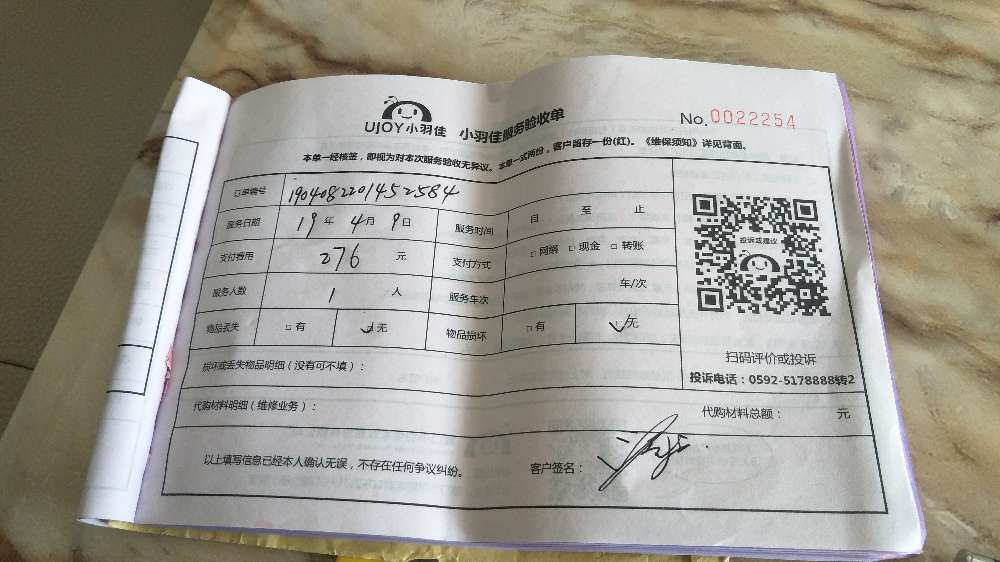 UJOY小羽佳 小羽佳服务验收单 No.0022254
本单一经核签，即视为对本次服务验收无异议。本单一式两份，客户留存一份(红)。《维保须知》详见背面。
订单编号 190408220145 2584
服务日期 19 年 4 月 9 日 服务时间 自 至 止
支付费用 276 元 支付方式 □网络 □现金 □转账
服务人数 1 人 服务车次 车/次
物品丢失 □有 □无 物品损坏 □有 □无
投诉或建议
扫码评价或投诉
投诉电话：0592-5178888转2
损坏或丢失物品明细（没有可不填）：
代购材料明细（维修业务）： 代购材料总额： 元
以上填写信息已经本人确认无误，不存在任何争议纠纷。 客户签名：